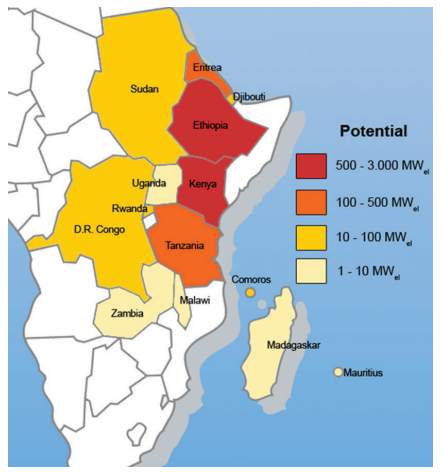 Eritrea
Sudan
Djibouti
Ethiopia
Potential
500 - 3.000 MWel
Uganda
Kenya
100 - 500 MWel
Rwanda
D.R. Congo
10 - 100 MWel
Tanzania
Comoros
1 - 10 MWel
Malawi
Zambia
Madagaskar
Mauritius